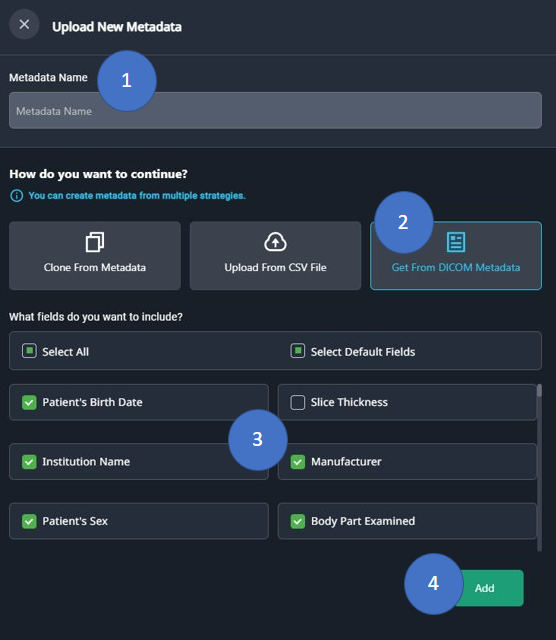 Upload New Metadata
Metadata Name
1
Metadata Name
How do you want to continue?
You can create metadata from multiple strategies.
2
Clone From Metadata
Upload From CSV File
Get From DICOM Metadata
What fields do you want to include?
Select All
Select Default Fields
Patient's Birth Date
Slice Thickness
3
Institution Name
Manufacturer
Patient's Sex
Body Part Examined
4
Add